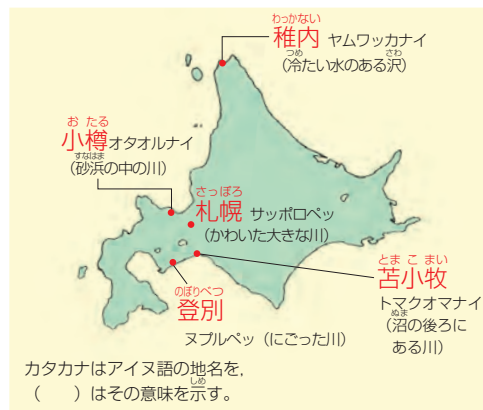 わっかない
稚内 ヤムワッカナイ
つめ さわ
（冷たい水のある沢）
お たる
小樽オタオルナイ
すなはま
（砂浜の中の川）
さっぽろ
札幌 サッポロペッ
（かわいた大きな川）
とま こ まい
苫小牧
トマクオマナイ
ぬま
（沼の後ろに
ある川）
のぼりべつ
登別
ヌプルペッ（にごった川）
カタカナはアイヌ語の地名を，
しめ
（　　）はその意味を示す。